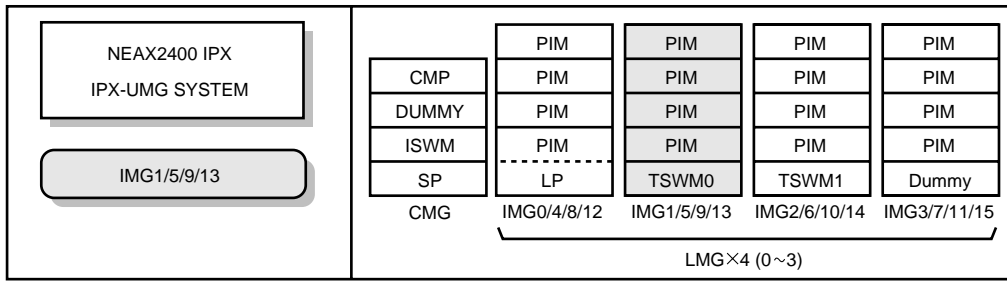 NEAX2400 IPX
IPX-UMG SYSTEM
IMG1/5/9/13
PIM PIM PIM PIM
CMP PIM PIM PIM PIM
DUMMY PIM PIM PIM PIM
ISWM PIM PIM PIM PIM
SP LP TSWM0 TSWM1 Dummy
CMG IMG0/4/8/12 IMG1/5/9/13 IMG2/6/10/14 IMG3/7/11/15
LMG×4 (0~3)